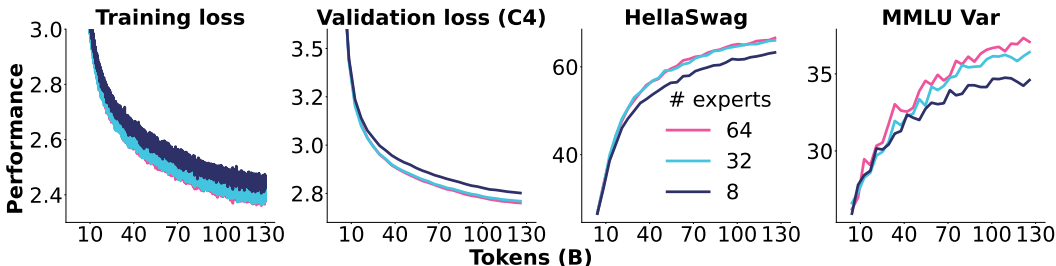 Training loss
Validation loss (C4)
HellaSwag
MMLU Var
Performance
3.0
2.8
2.6
2.4
10 40 70 100 130
3.5
3.2
3.0
2.8
10 40 70 100 130
60
40
# experts
64
32
8
10 40 70 100 130
35
30
10 40 70 100 130
Tokens (B)